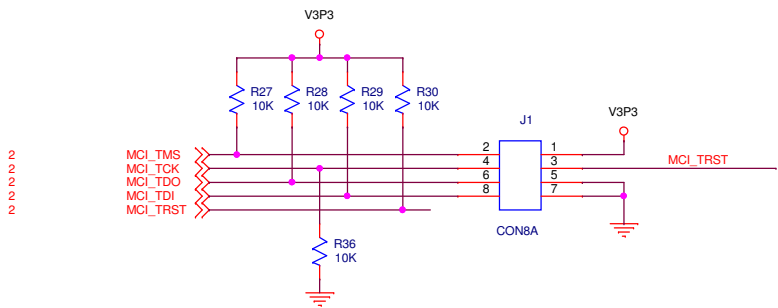 V3P3
R27 R28 R29 R30
10K 10K 10K 10K
J1
V3P3
2 MCI_TMS 2 1
2 MCI_TCK 4 3 MCI_TRST
2 MCI_TDO 6 5
2 MCI_TDI 8 7
2 MCI_TRST
CON8A
R36
10K